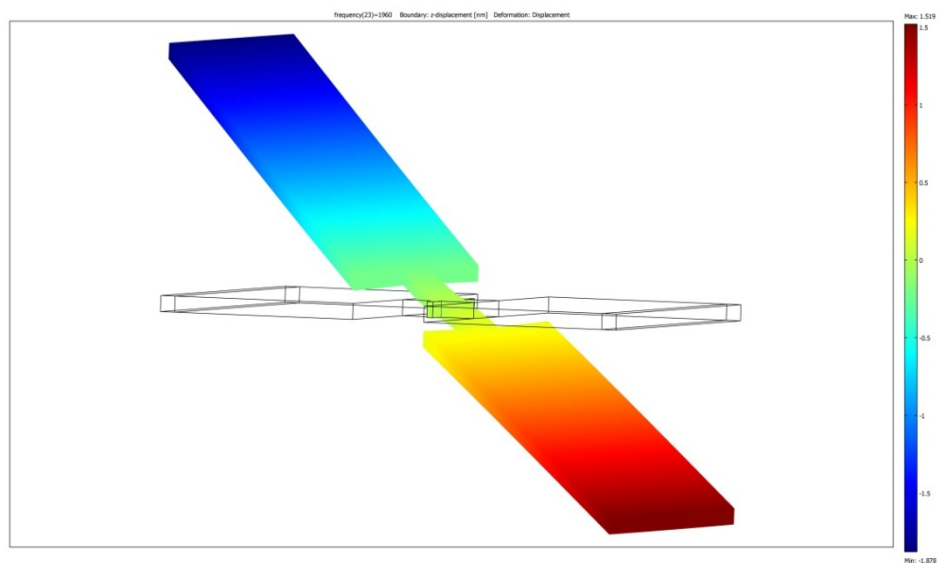 frequency(23)=1960 Boundary: z-displacement [nm] Deformation: Displacement
Max: 1.519
1.5
1
0.5
0
-0.5
-1
-1.5
Min: -1.878